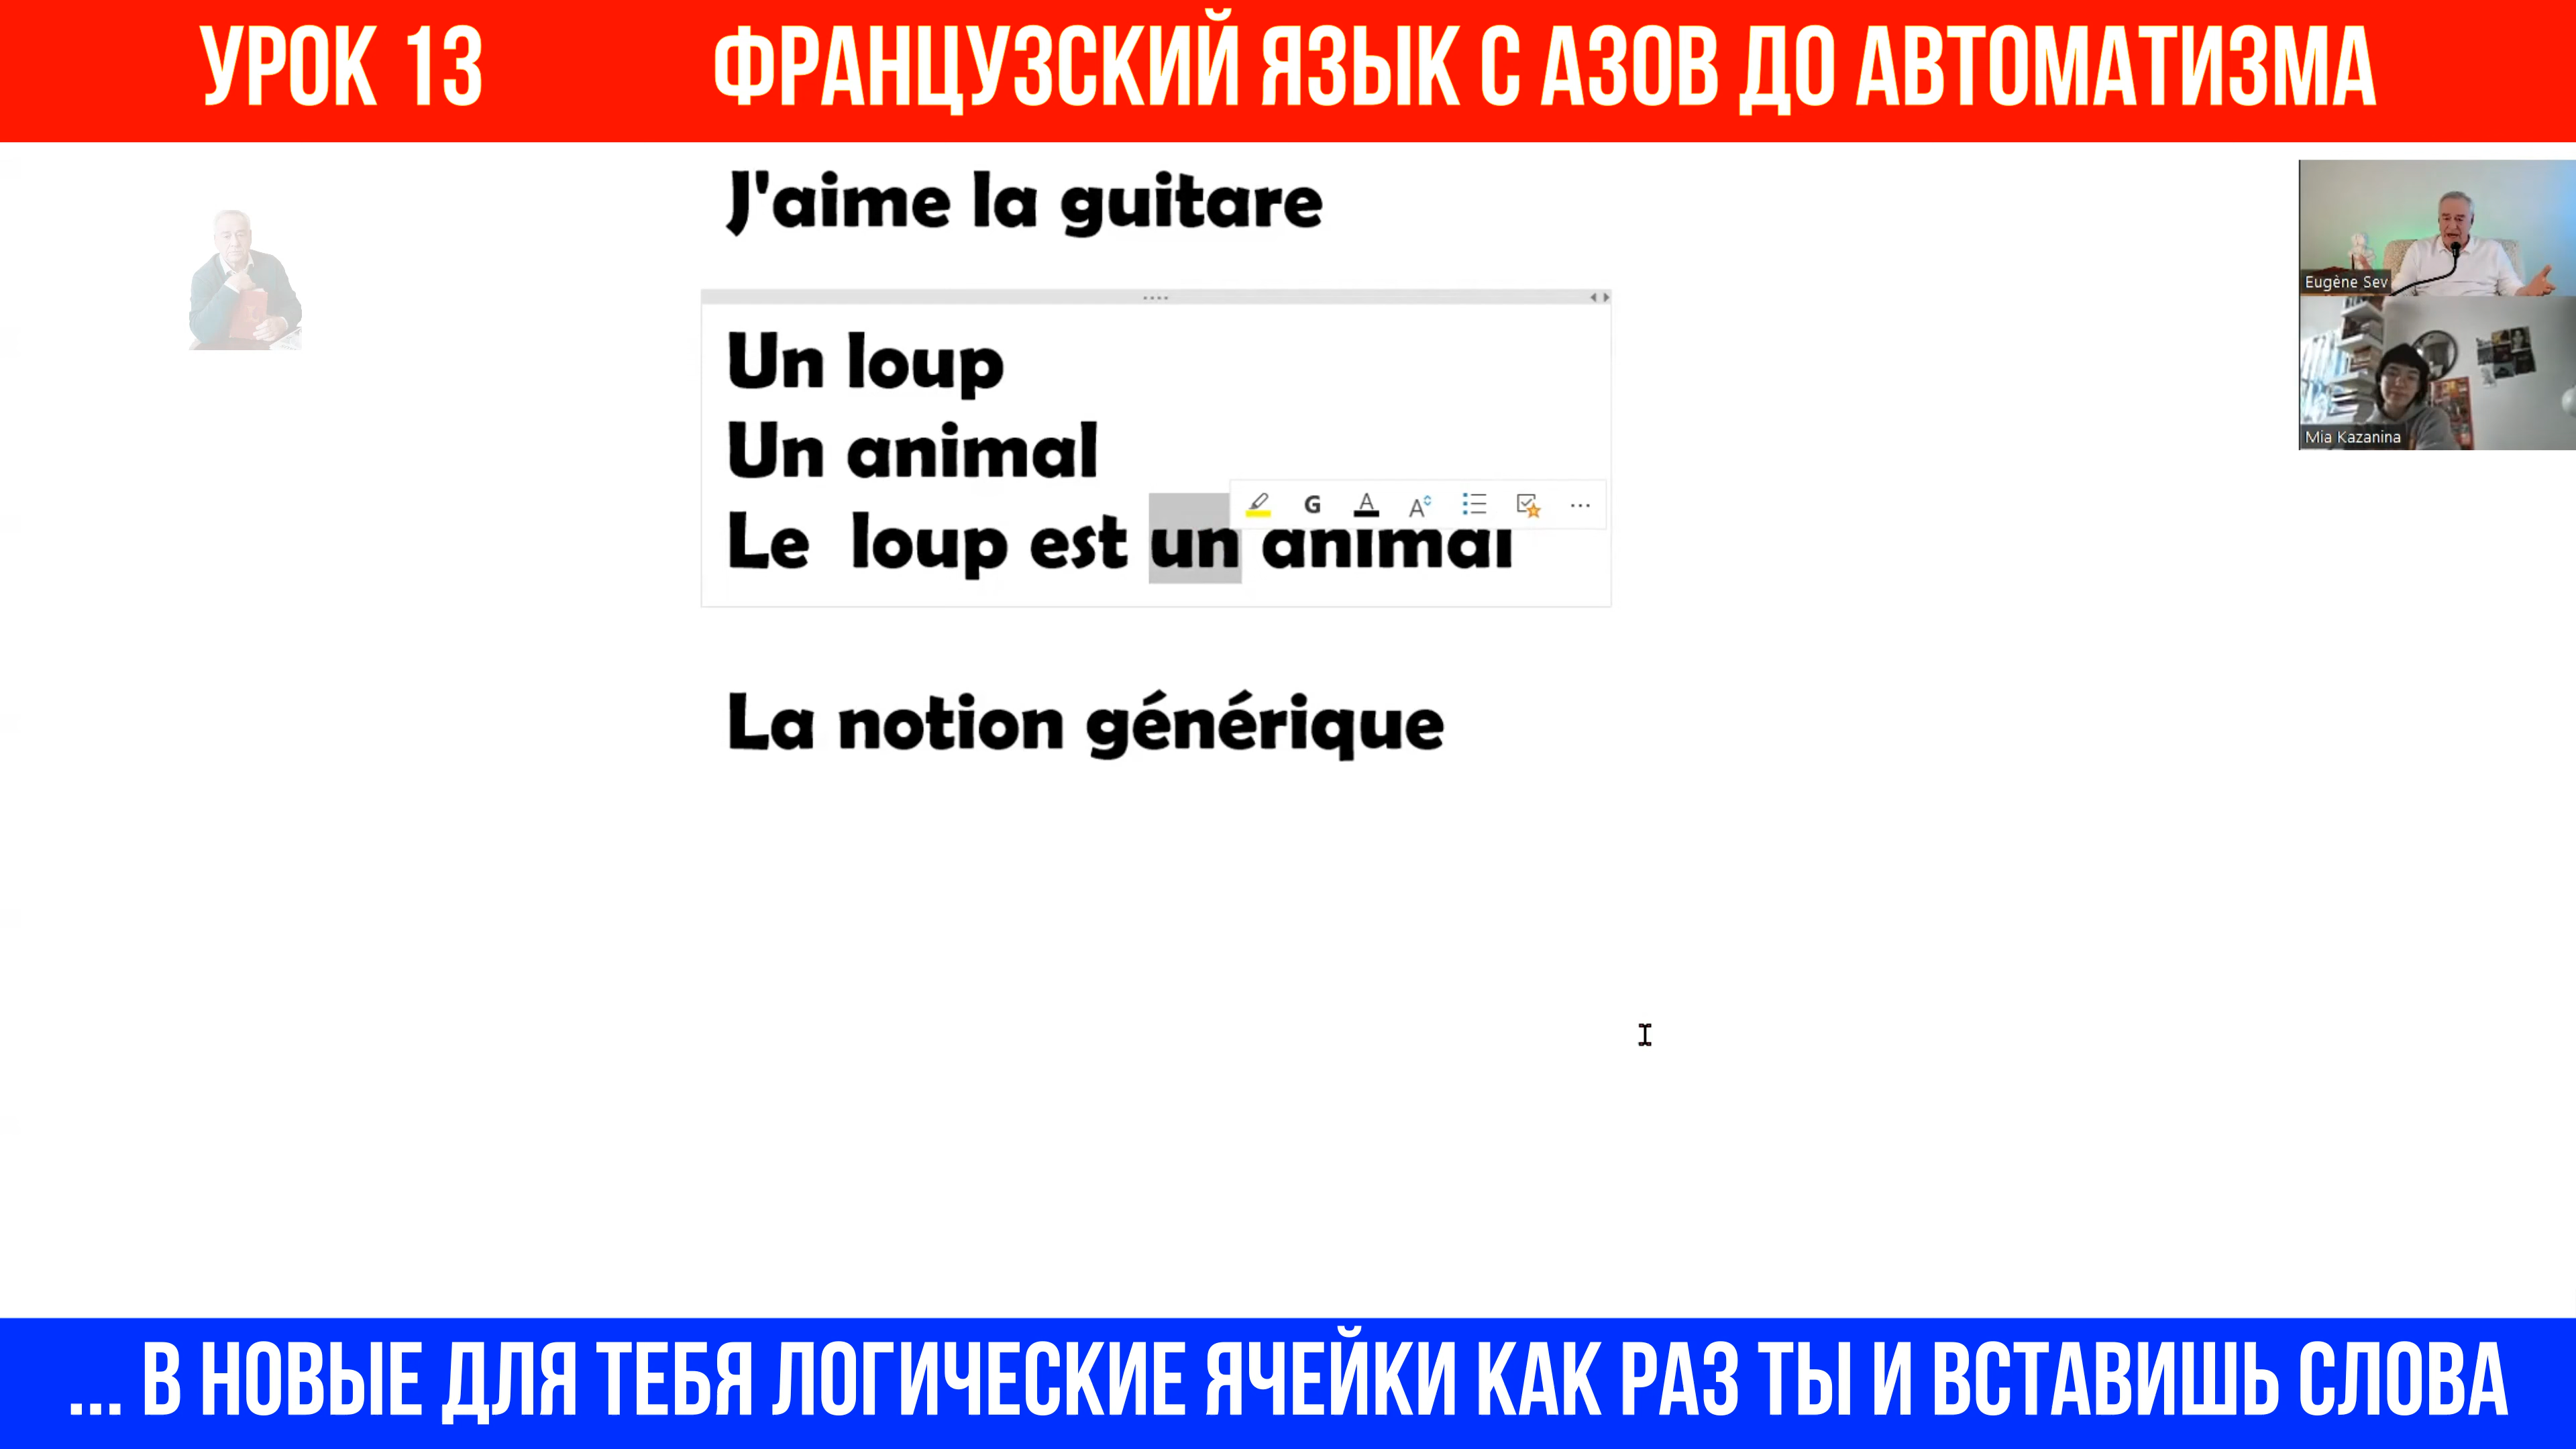 УРОК 13 ФРАНЦУЗСКИЙ ЯЗЫК С АЗОВ ДО АВТОМАТИЗМА
J'aime la guitare
Eugène Sev
Un loup
Un animal
Mia Kazanina
G A A
Le loup est un animal
La notion générique
... В НОВЫЕ ДЛЯ ТЕБЯ ЛОГИЧЕСКИЕ ЯЧЕЙКИ КАК РАЗ ТЫ И ВСТАВИШЬ СЛОВА